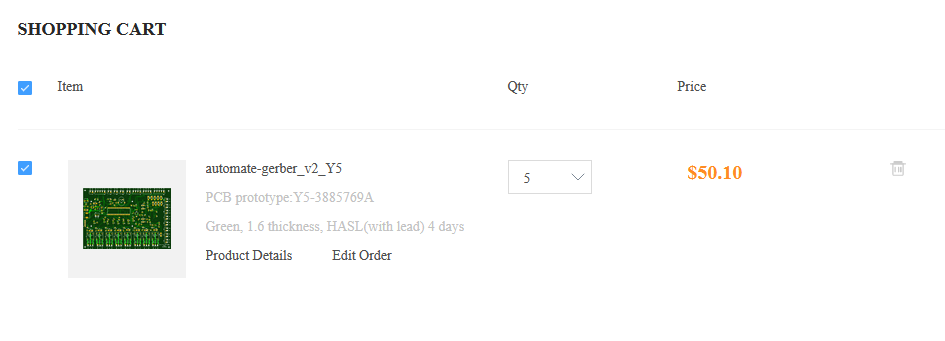 SHOPPING CART
Item Qty Price
automate-gerber_v2_Y5
PCB prototype:Y5-3885769A
Green, 1.6 thickness, HASL(with lead) 4 days
Product Details Edit Order
5
$50.10